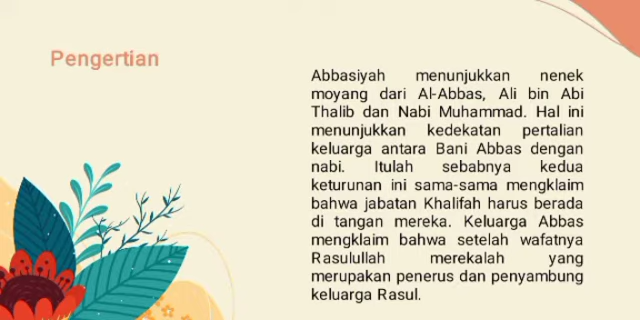 Pengertian
Abbasiyah menunjukkan nenek
moyang dari Al-Abbas, Ali bin Abi
Thalib dan Nabi Muhammad. Hal ini
menunjukkan kedekatan pertalian
keluarga antara Bani Abbas dengan
nabi. Itulah sebabnya kedua
keturunan ini sama-sama mengklaim
bahwa jabatan Khalifah harus berada
di tangan mereka. Keluarga Abbas
mengklaim bahwa setelah wafatnya
Rasulullah merekalah yang
merupakan penerus dan penyambung
keluarga Rasul.